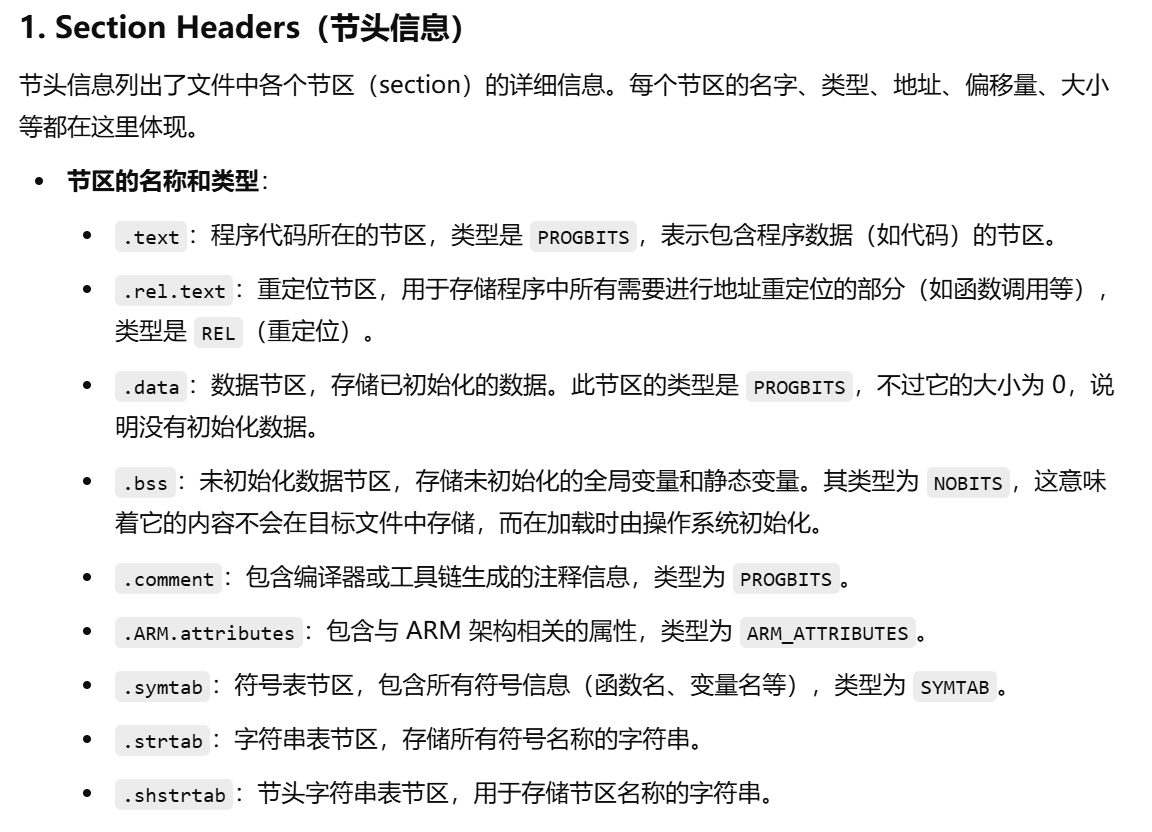 1. Section Headers（节头信息）
节头信息列出了文件中各个节区（section）的详细信息。每个节区的名字、类型、地址、偏移量、大小
等都在这里体现。
• 节区的名称和类型：
• .text：程序代码所在的节区，类型是 PROGBITS，表示包含程序数据（如代码）的节区。
• .rel.text：重定位节区，用于存储程序中所有需要进行地址重定位的部分（如函数调用等），
类型是 REL（重定位）。
• .data：数据节区，存储已初始化的数据。此节区的类型是 PROGBITS，不过它的大小为 0，说
明没有初始化数据。
• .bss：未初始化数据节区，存储未初始化的全局变量和静态变量。其类型为 NOBITS，这意味
着它的内容不会在目标文件中存储，而在加载时由操作系统初始化。
• .comment：包含编译器或工具链生成的注释信息，类型为 PROGBITS。
• .ARM.attributes：包含与 ARM 架构相关的属性，类型为 ARM_ATTRIBUTES。
• .symtab：符号表节区，包含所有符号信息（函数名、变量名等），类型为 SYMTAB。
• .strtab：字符串表节区，存储所有符号名称的字符串。
• .shstrtab：节头字符串表节区，用于存储节区名称的字符串。